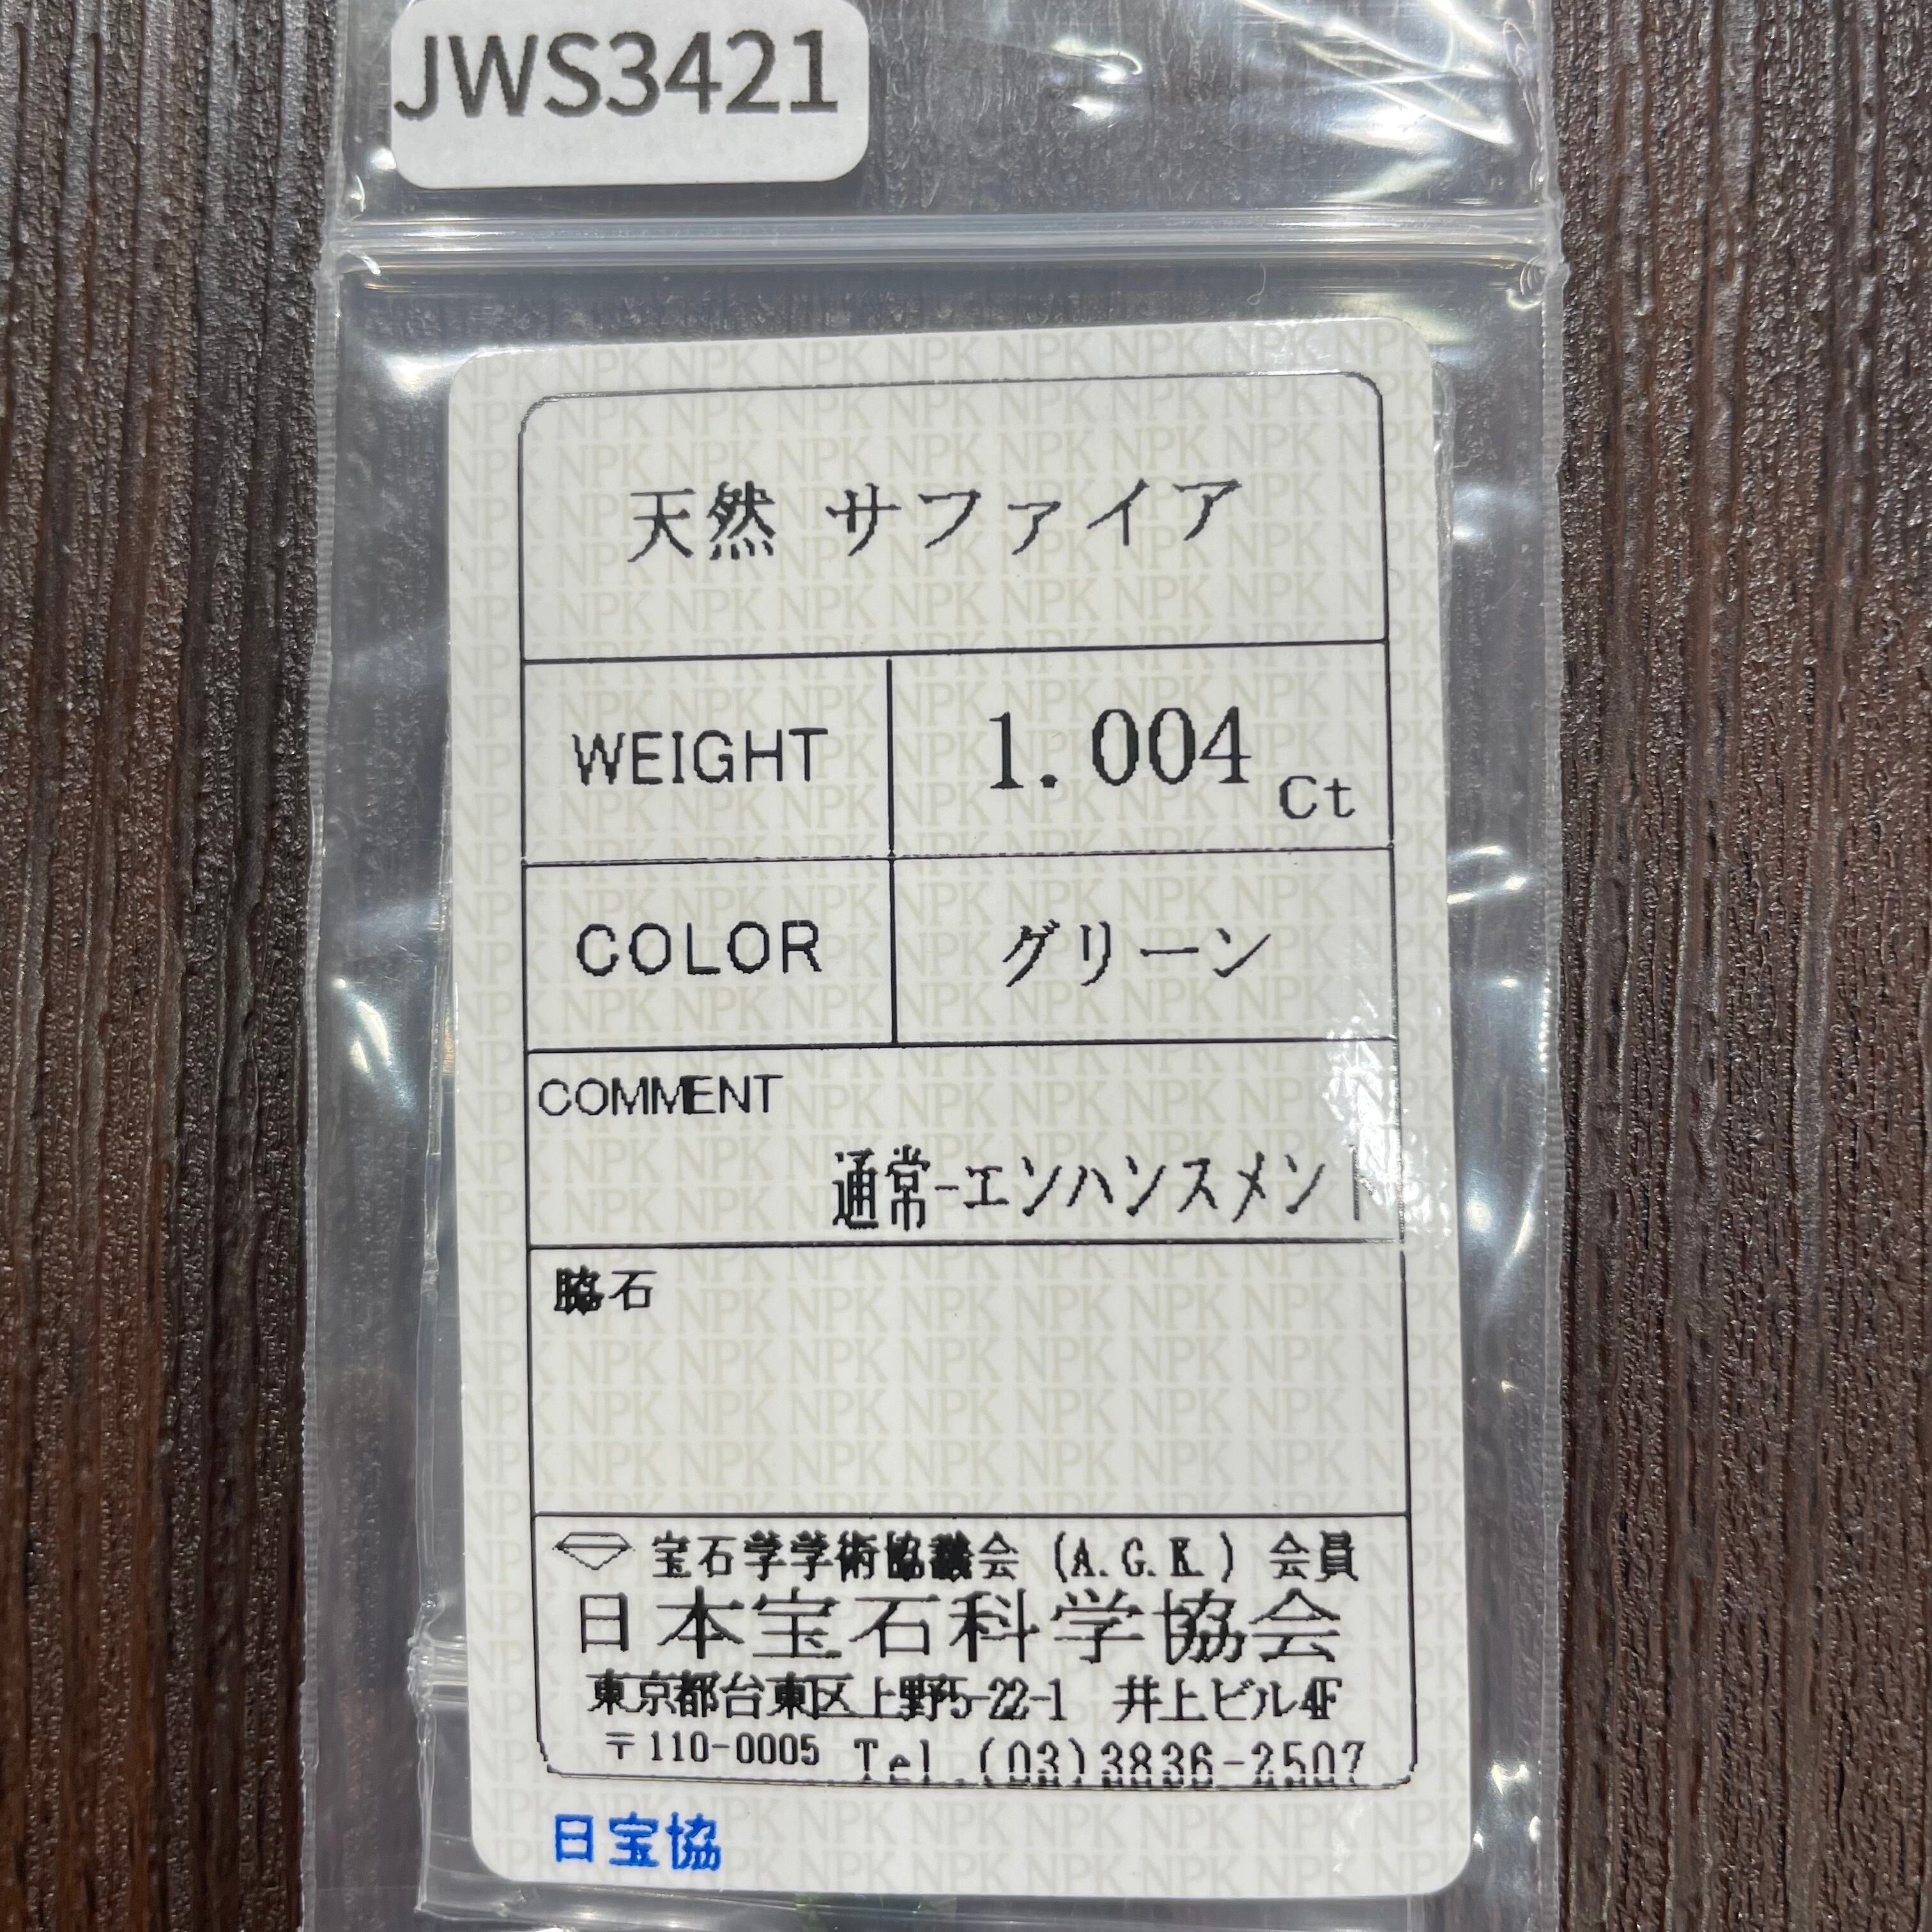 JWS3421
天然 サファイア
WEIGHT 1.004 Ct
COLOR グリーン
COMMENT
通常-エンハンスメント
脇石
宝石学学術協議会 (A.G.K.) 会員
日本宝石科学協会
東京都台東区上野5-22-1 井上ビル4F
〒110-0005 Tel.(03)3836-2507
日宝協